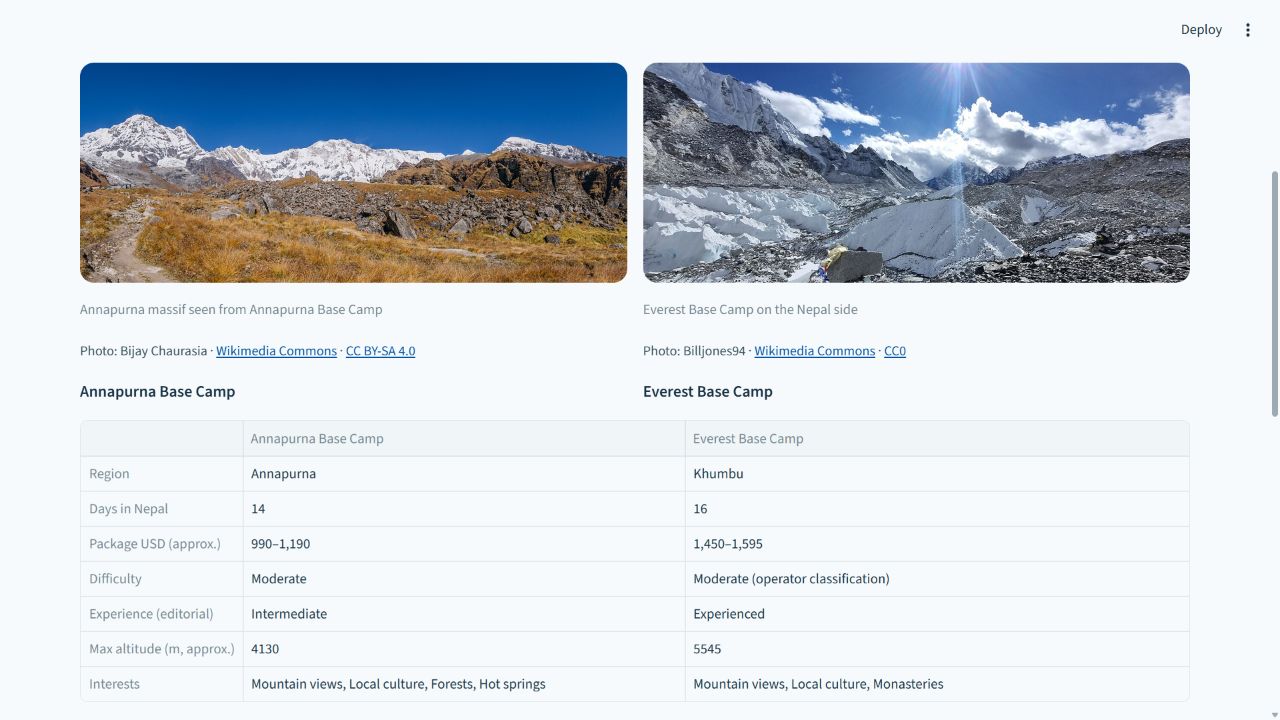 Deploy
Annapurna massif seen from Annapurna Base Camp
Everest Base Camp on the Nepal side
Photo: Bijay Chaurasia · Wikimedia Commons · CC BY-SA 4.0
Photo: Billjones94 · Wikimedia Commons · CC0
Annapurna Base Camp
Everest Base Camp
Annapurna Base Camp Everest Base Camp
Region Annapurna Khumbu
Days in Nepal 14 16
Package USD (approx.) 990–1,190 1,450–1,595
Difficulty Moderate Moderate (operator classification)
Experience (editorial) Intermediate Experienced
Max altitude (m, approx.) 4130 5545
Interests Mountain views, Local culture, Forests, Hot springs Mountain views, Local culture, Monasteries